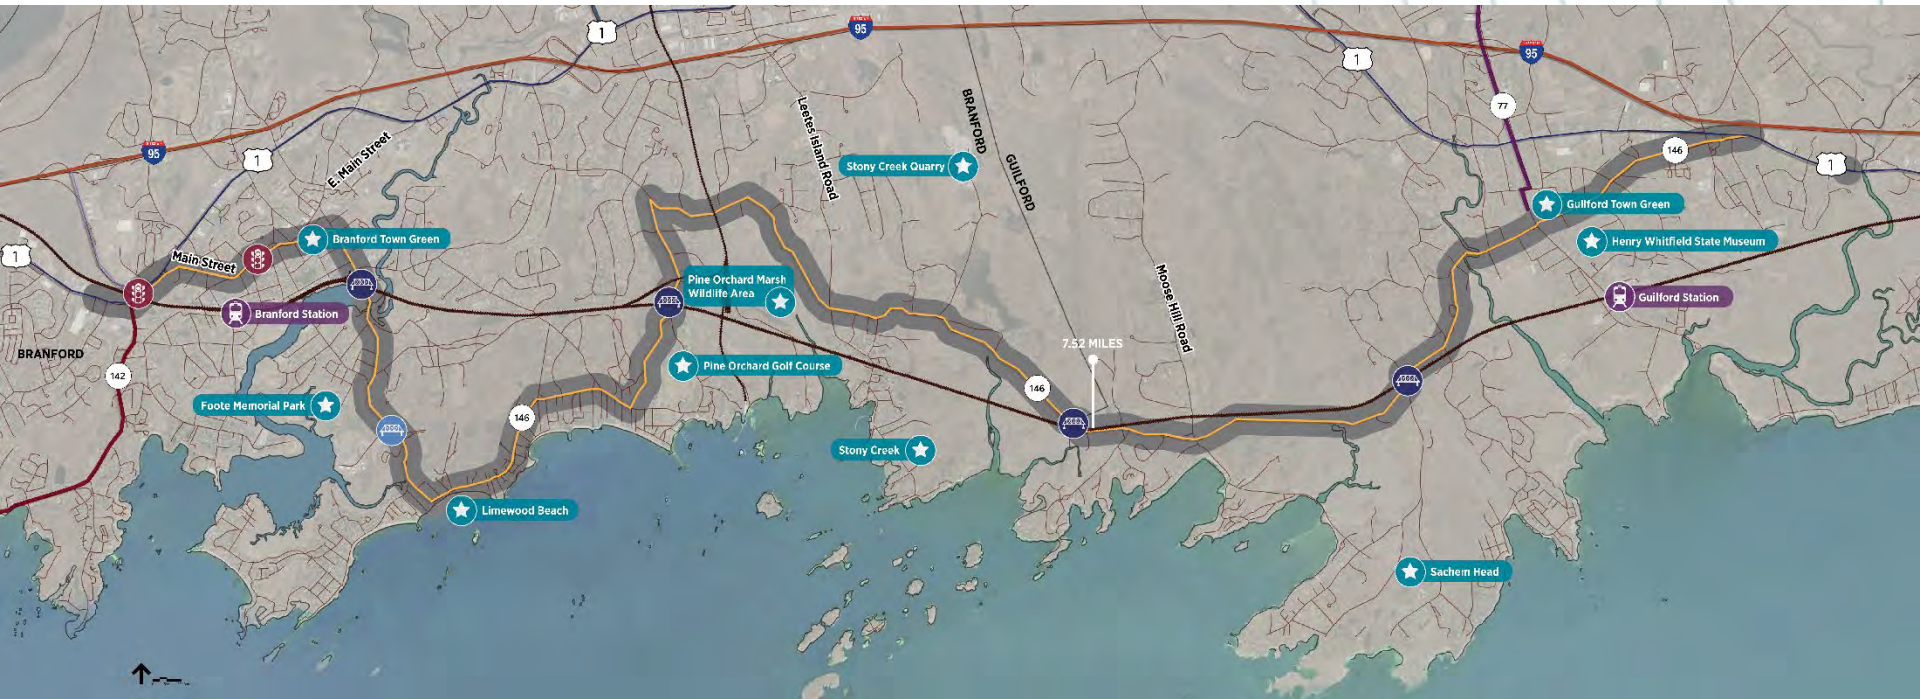 1
95
1
95
77
BRANFORD
GUILFORD
Leetes Island Road
E. Main Street
95
1
146
1
Stony Creek Quarry
Guilford Town Green
Branford Town Green
Henry Whitfield State Museum
1
Main Street
Pine Orchard Marsh
Wildlife Area
Moose Hill Road
Guilford Station
Branford Station
7.52 MILES
BRANFORD
142
Pine Orchard Golf Course
146
Foote Memorial Park
146
Stony Creek
Limewood Beach
Sachem Head